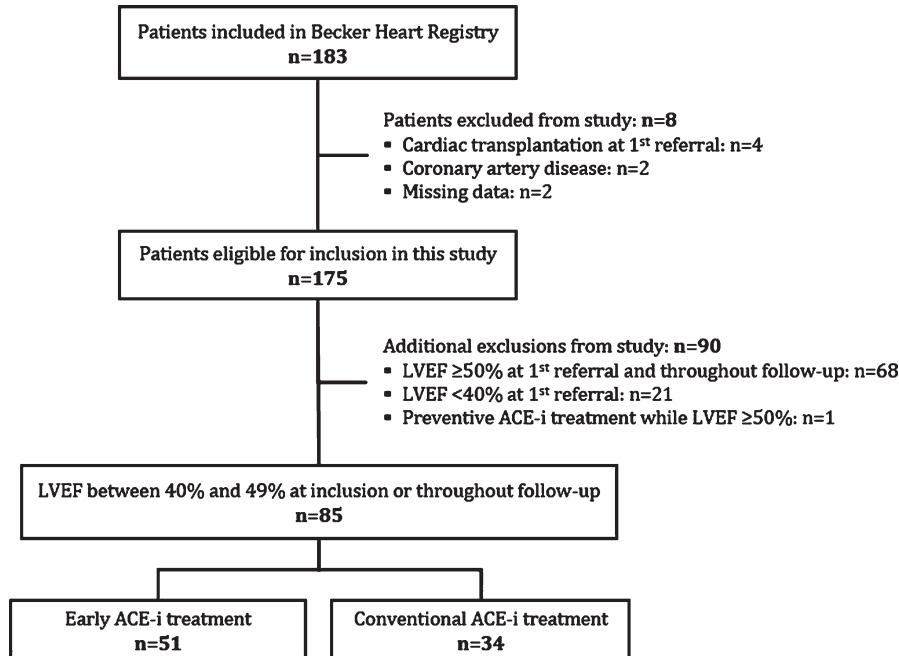 Patients included in Becker Heart Registry
n=183
Patients excluded from study: n=8
▪ Cardiac transplantation at 1st referral: n=4
▪ Coronary artery disease: n=2
▪ Missing data: n=2
Patients eligible for inclusion in this study
n=175
Additional exclusions from study: n=90
▪ LVEF ≥50% at 1st referral and throughout follow-up: n=68
▪ LVEF <40% at 1st referral: n=21
▪ Preventive ACE-i treatment while LVEF ≥50%: n=1
LVEF between 40% and 49% at inclusion or throughout follow-up
n=85
Early ACE-i treatment
n=51
Conventional ACE-i treatment
n=34